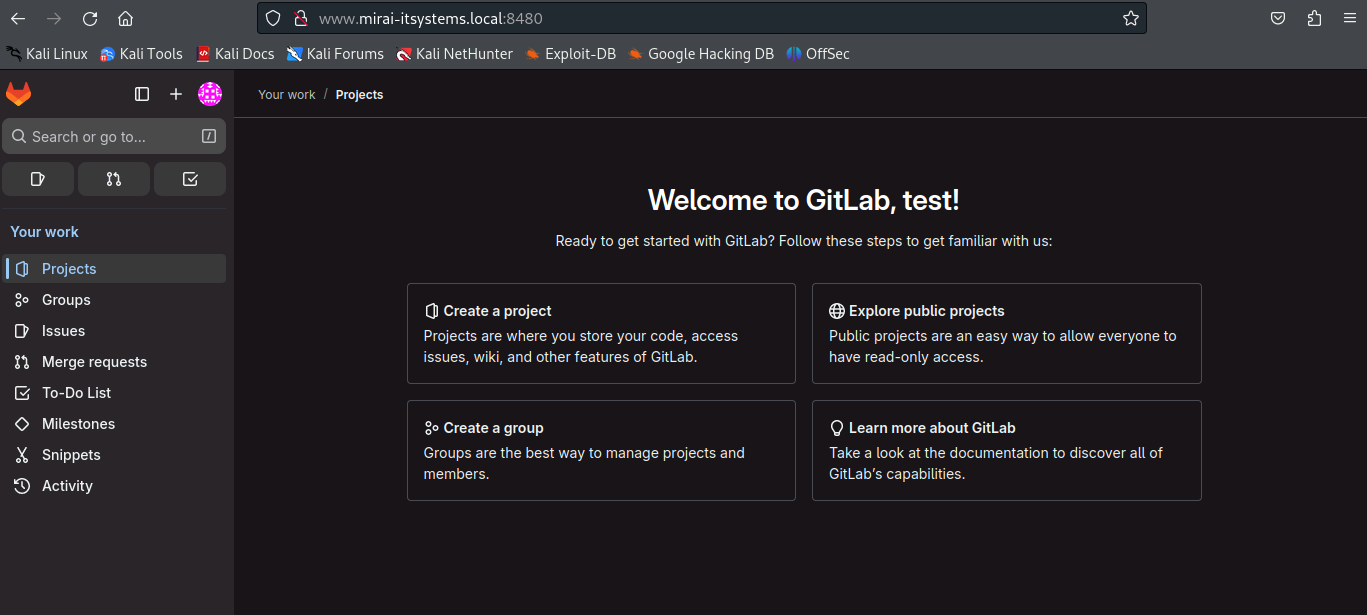 www.mirai-itsystems.local:8480
Kali Linux Kali Tools Kali Docs Kali Forums Kali NetHunter Exploit-DB Google Hacking DB OffSec
Your work / Projects
Search or go to... /
Your work
Projects
Groups
Issues
Merge requests
To-Do List
Milestones
Snippets
Activity
Welcome to GitLab, test!
Ready to get started with GitLab? Follow these steps to get familiar with us:
Create a project
Projects are where you store your code, access
issues, wiki, and other features of GitLab.
Explore public projects
Public projects are an easy way to allow everyone to
have read-only access.
Create a group
Groups are the best way to manage projects and
members.
Learn more about GitLab
Take a look at the documentation to discover all of
GitLab’s capabilities.